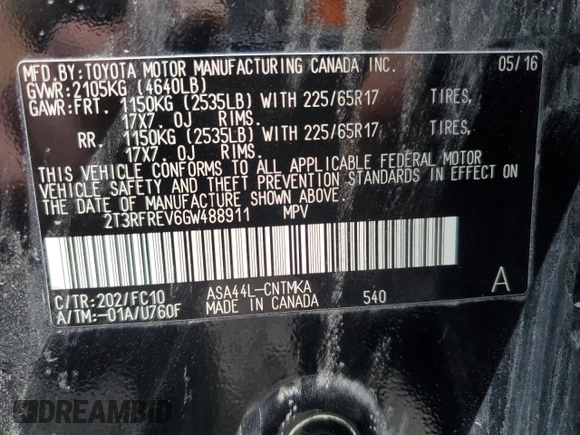 MFD.BY:TOYOTA MOTOR MANUFACTURING CANADA INC. 05/16
GVWR:2105KG (4640LB)
GAWR:FRT. 1150KG (2535LB) WITH 225/65R17 TIRES,
17X7.0J RIMS.
RR. 1150KG (2535LB) WITH 225/65R17 TIRES,
17X7.0J RIMS.
THIS VEHICLE CONFORMS TO ALL APPLICABLE FEDERAL MOTOR
VEHICLE SAFETY AND THEFT PREVENTION STANDARDS IN EFFECT ON
THE DATE OF MANUFACTURE SHOWN ABOVE.
2T3RFREV6GW488911 MPV
C/TR:202/FC10 ASA44L-CNTMKA 540 A
A/TM:-01A/U760F MADE IN CANADA
DREAMBID